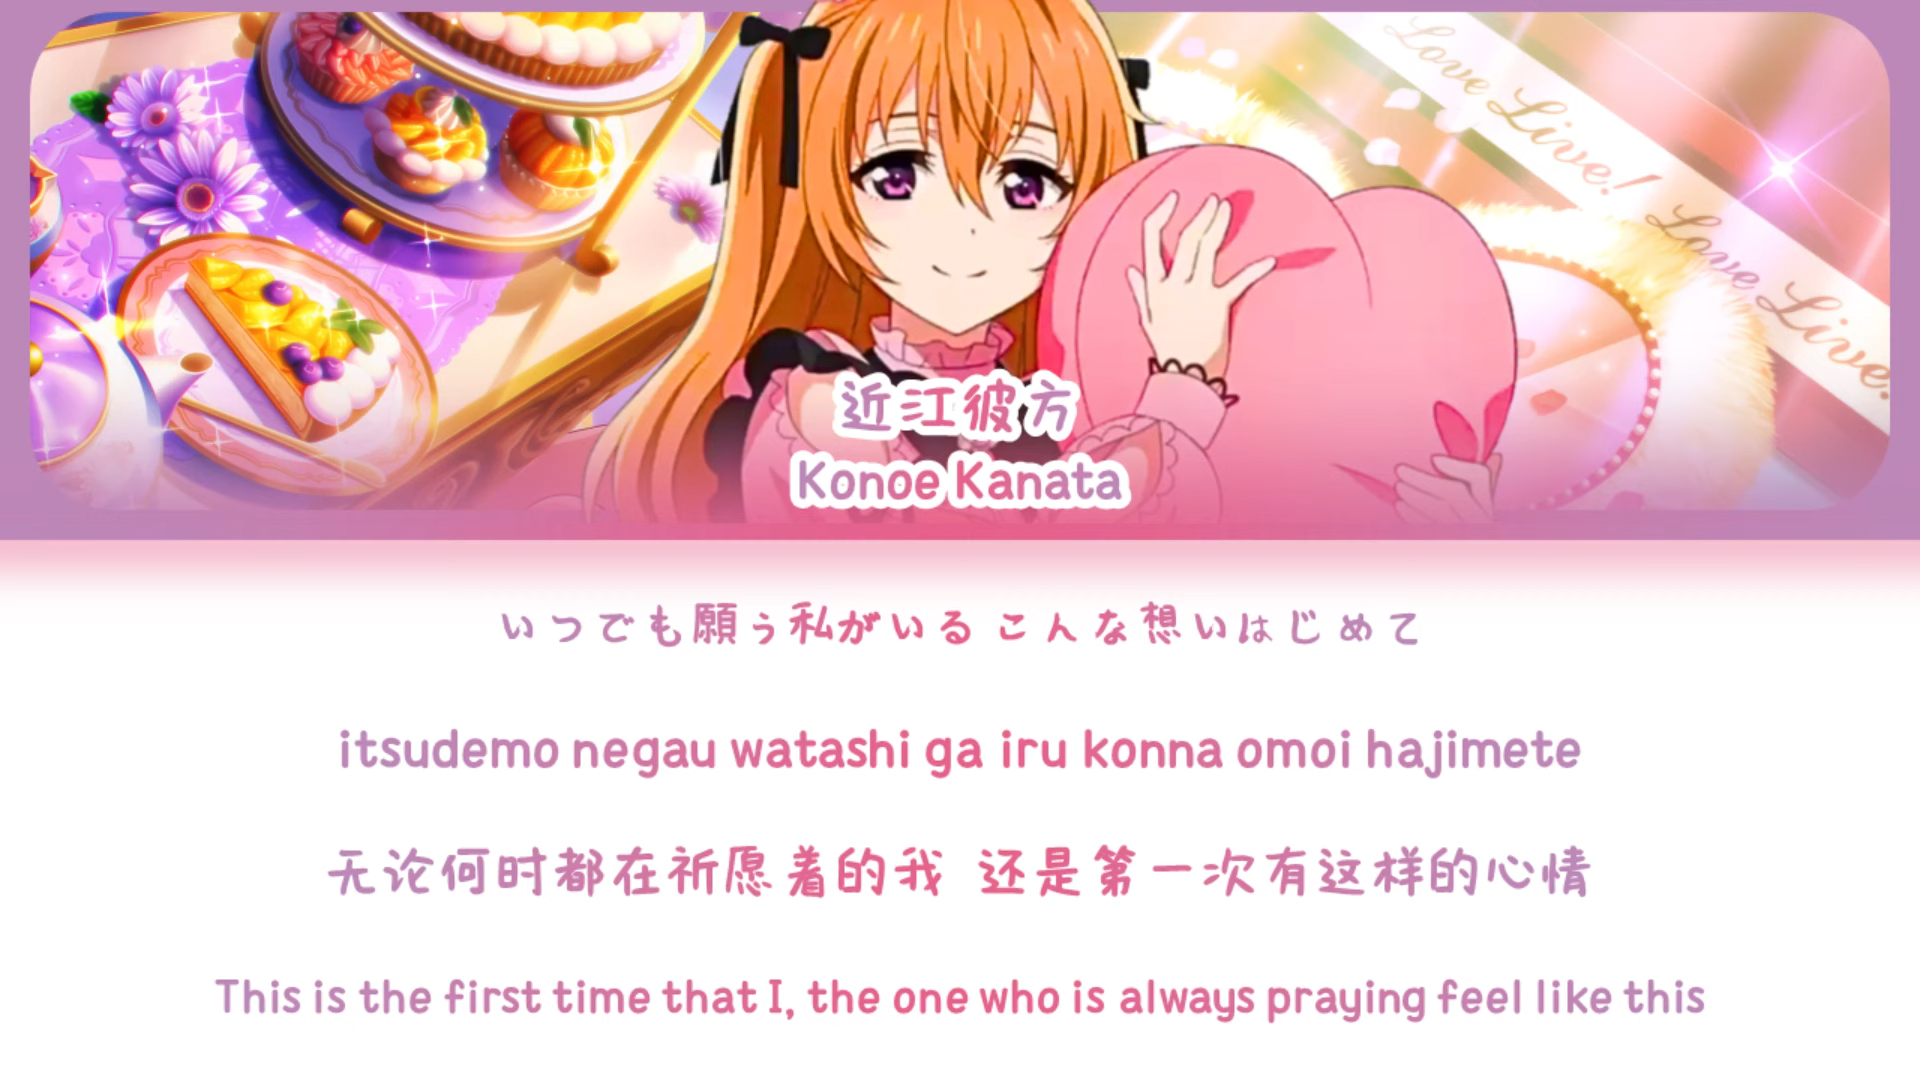 Love Live! Love Live!
近江彼方
Konoe Kanata
いつでも願う私がいる こんな想いはじめて
itsudemo negau watashi ga iru konna omoi hajimete
无论何时都在祈愿着的我 还是第一次有这样的心情
This is the first time that I, the one who is always praying feel like this